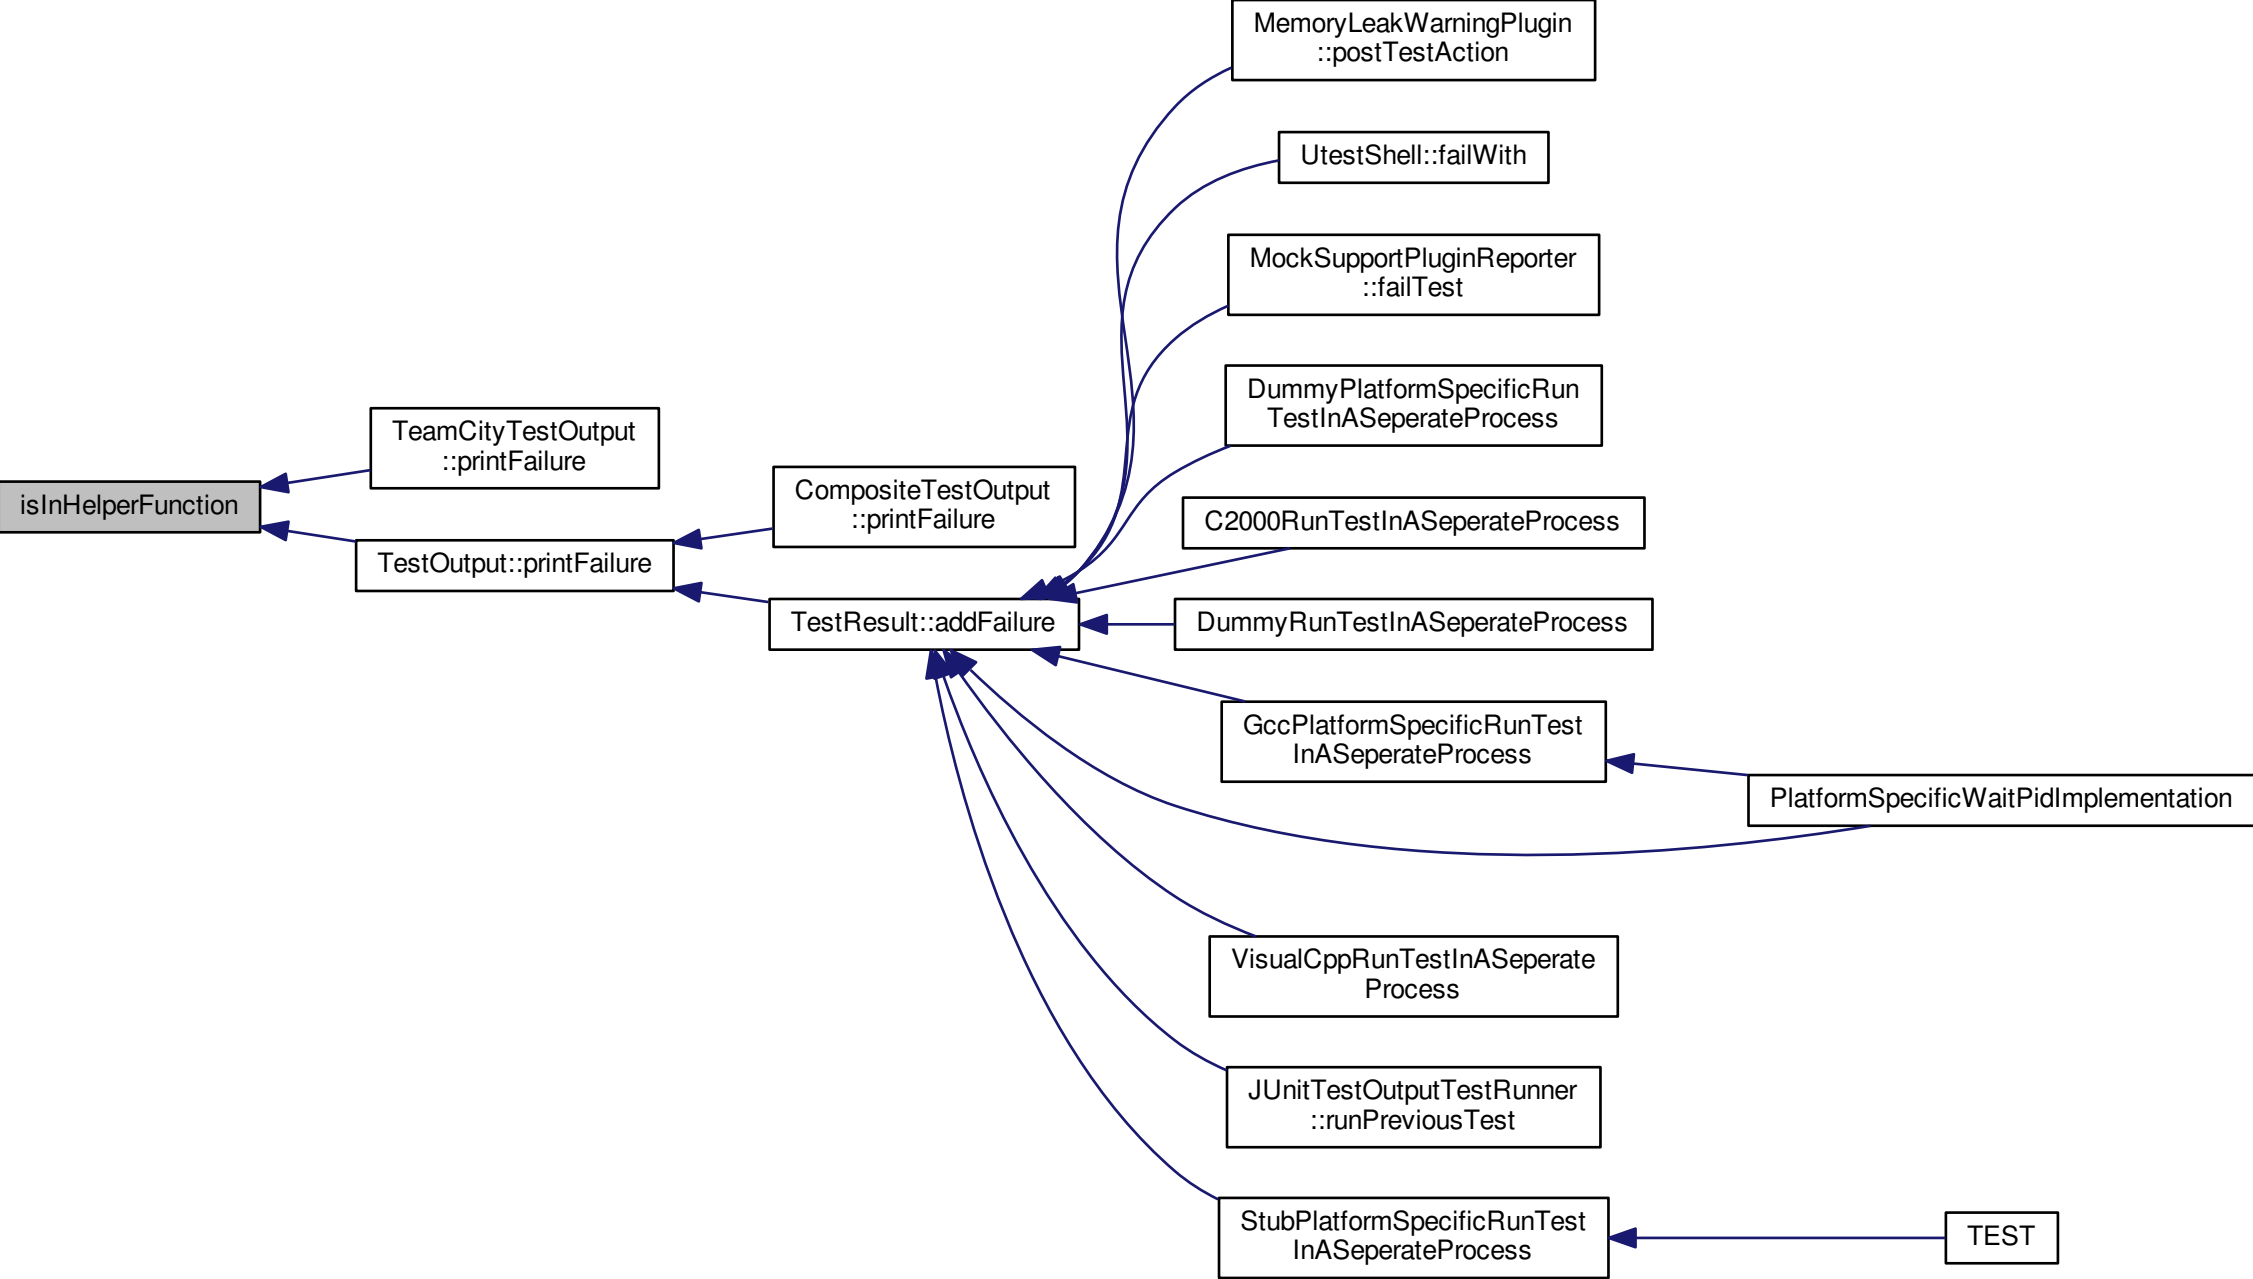 MemoryLeakWarningPlugin
::postTestAction
UtestShell::failWith
MockSupportPluginReporter
::failTest
DummyPlatformSpecificRun
TestInASeperateProcess
TeamCityTestOutput
::printFailure
isInHelperFunction
CompositeTestOutput
::printFailure
C2000RunTestInASeperateProcess
TestOutput::printFailure
TestResult::addFailure
DummyRunTestInASeperateProcess
GccPlatformSpecificRunTest
InASeperateProcess
PlatformSpecificWaitPidImplementation
VisualCppRunTestInASeperate
Process
JUnitTestOutputTestRunner
::runPreviousTest
StubPlatformSpecificRunTest
InASeperateProcess
TEST